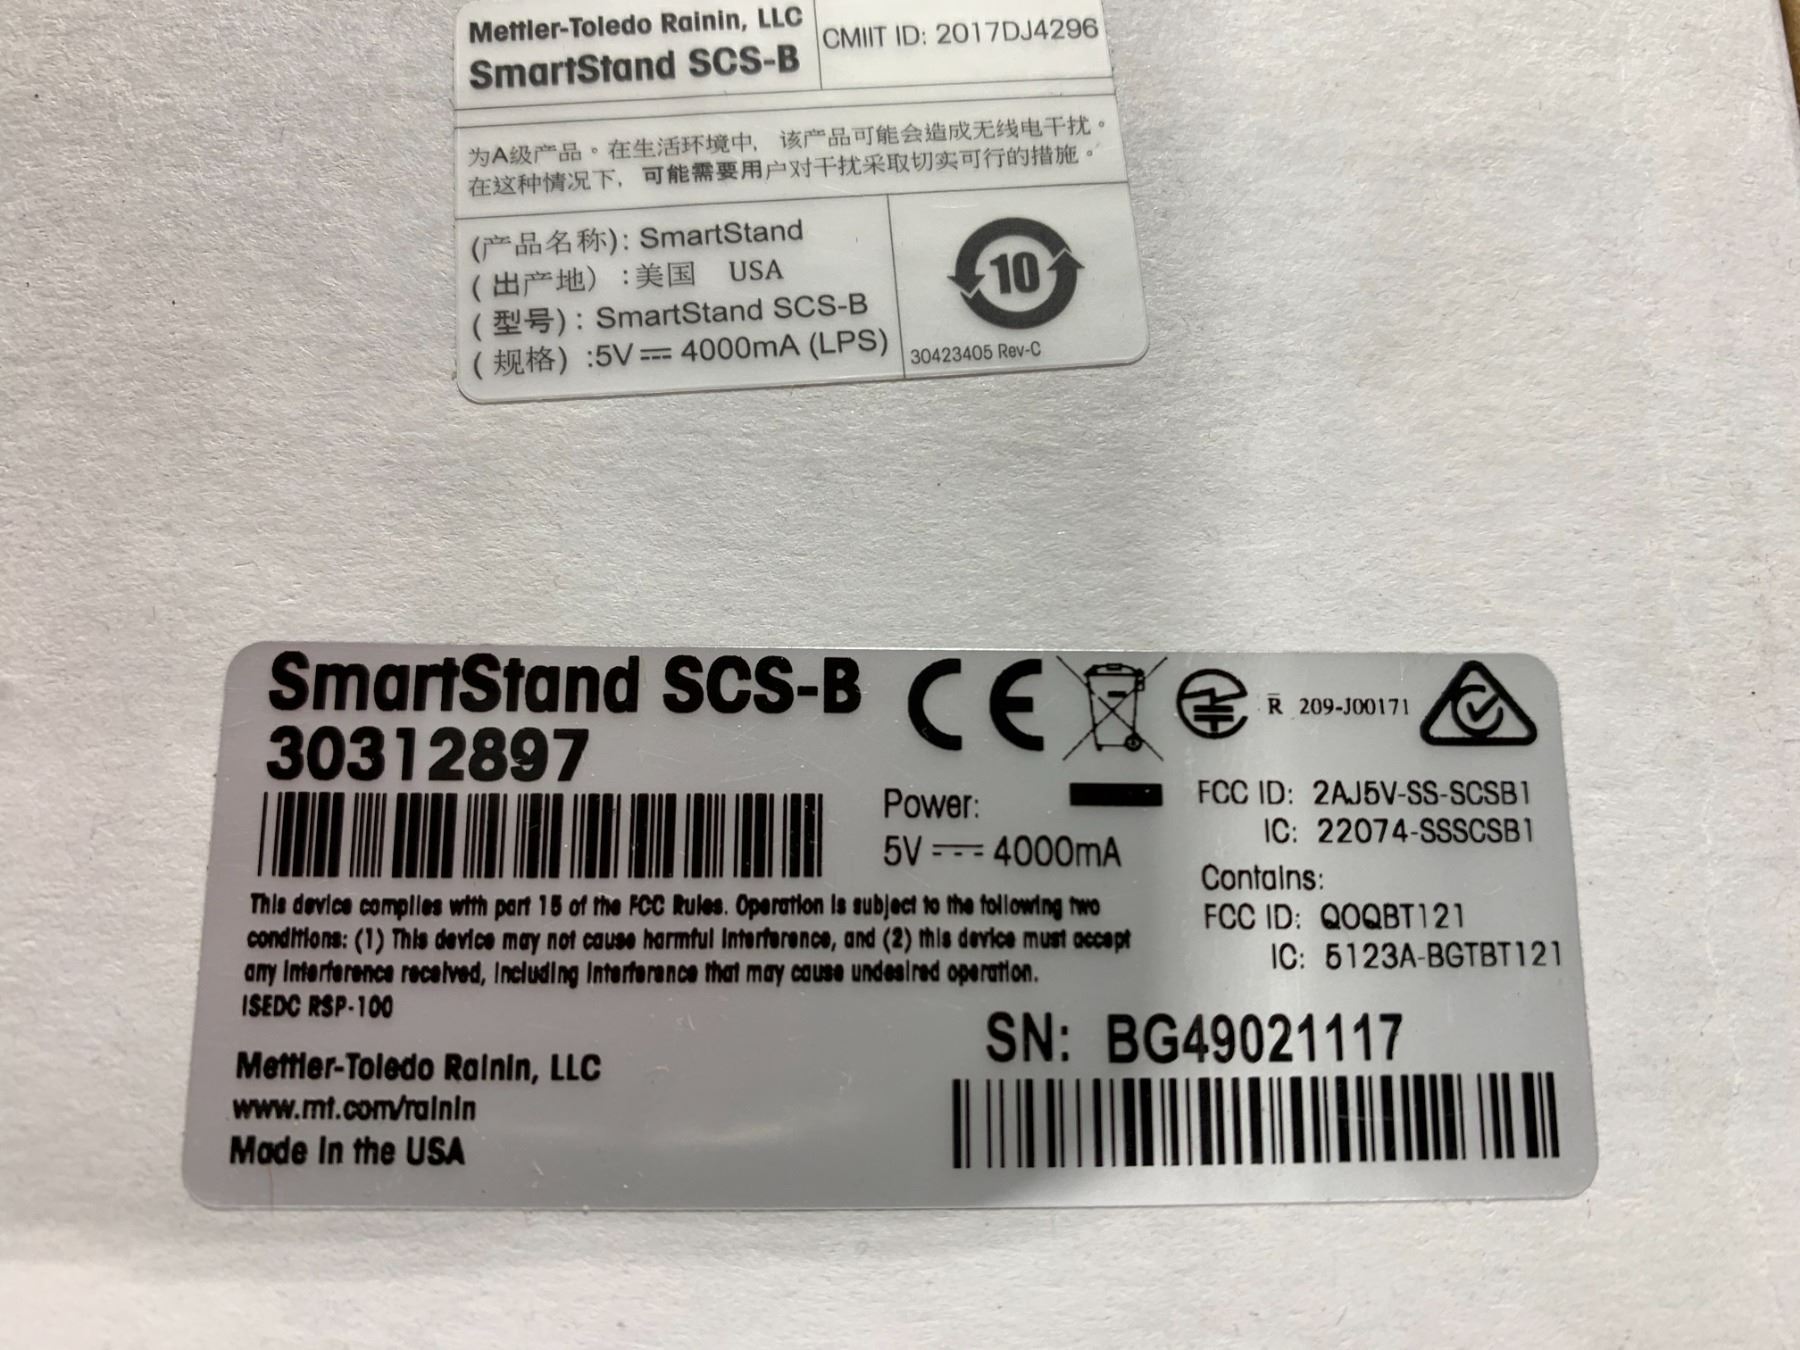 Mettler-Toledo Rainin, LLC
SmartStand SCS-B
CMIIT ID: 2017DJ4296
为A级产品。在生活环境中，该产品可能会造成无线电干扰。
在这种情况下，可能需要用户对干扰采取切实可行的措施。
(产品名称): SmartStand
(出产地) :美国 USA
(型号): SmartStand SCS-B
(规格) :5V ⎓ 4000mA (LPS)
10
30423405 Rev-C
SmartStand SCS-B
30312897
CE
R 209-J00171
Power:
5V ⎓ 4000mA
FCC ID: 2AJ5V-SS-SCSB1
IC: 22074-SSSCSB1
Contains:
FCC ID: QOQBT121
IC: 5123A-BGTBT121
This device complies with part 15 of the FCC Rules. Operation is subject to the following two
conditions: (1) This device may not cause harmful interference, and (2) this device must accept
any interference received, including interference that may cause undesired operation.
ISEDC RSP-100
SN: BG49021117
Mettler-Toledo Rainin, LLC
www.mt.com/rainin
Made in the USA